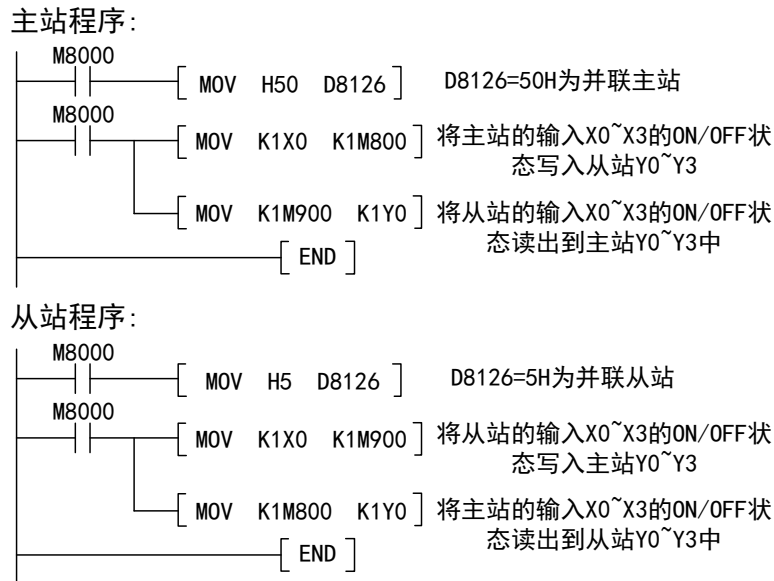 主站程序:
M8000
MOV H50 D8126 D8126=50H为并联主站
M8000
MOV K1X0 K1M800 将主站的输入X0~X3的ON/OFF状
态写入从站Y0~Y3
MOV K1M900 K1Y0 将从站的输入X0~X3的ON/OFF状
态读出到主站Y0~Y3中
END
从站程序:
M8000
MOV H5 D8126 D8126=5H为并联从站
M8000
MOV K1X0 K1M900 将从站的输入X0~X3的ON/OFF状
态写入主站Y0~Y3
MOV K1M800 K1Y0 将主站的输入X0~X3的ON/OFF状
态读出到从站Y0~Y3中
END